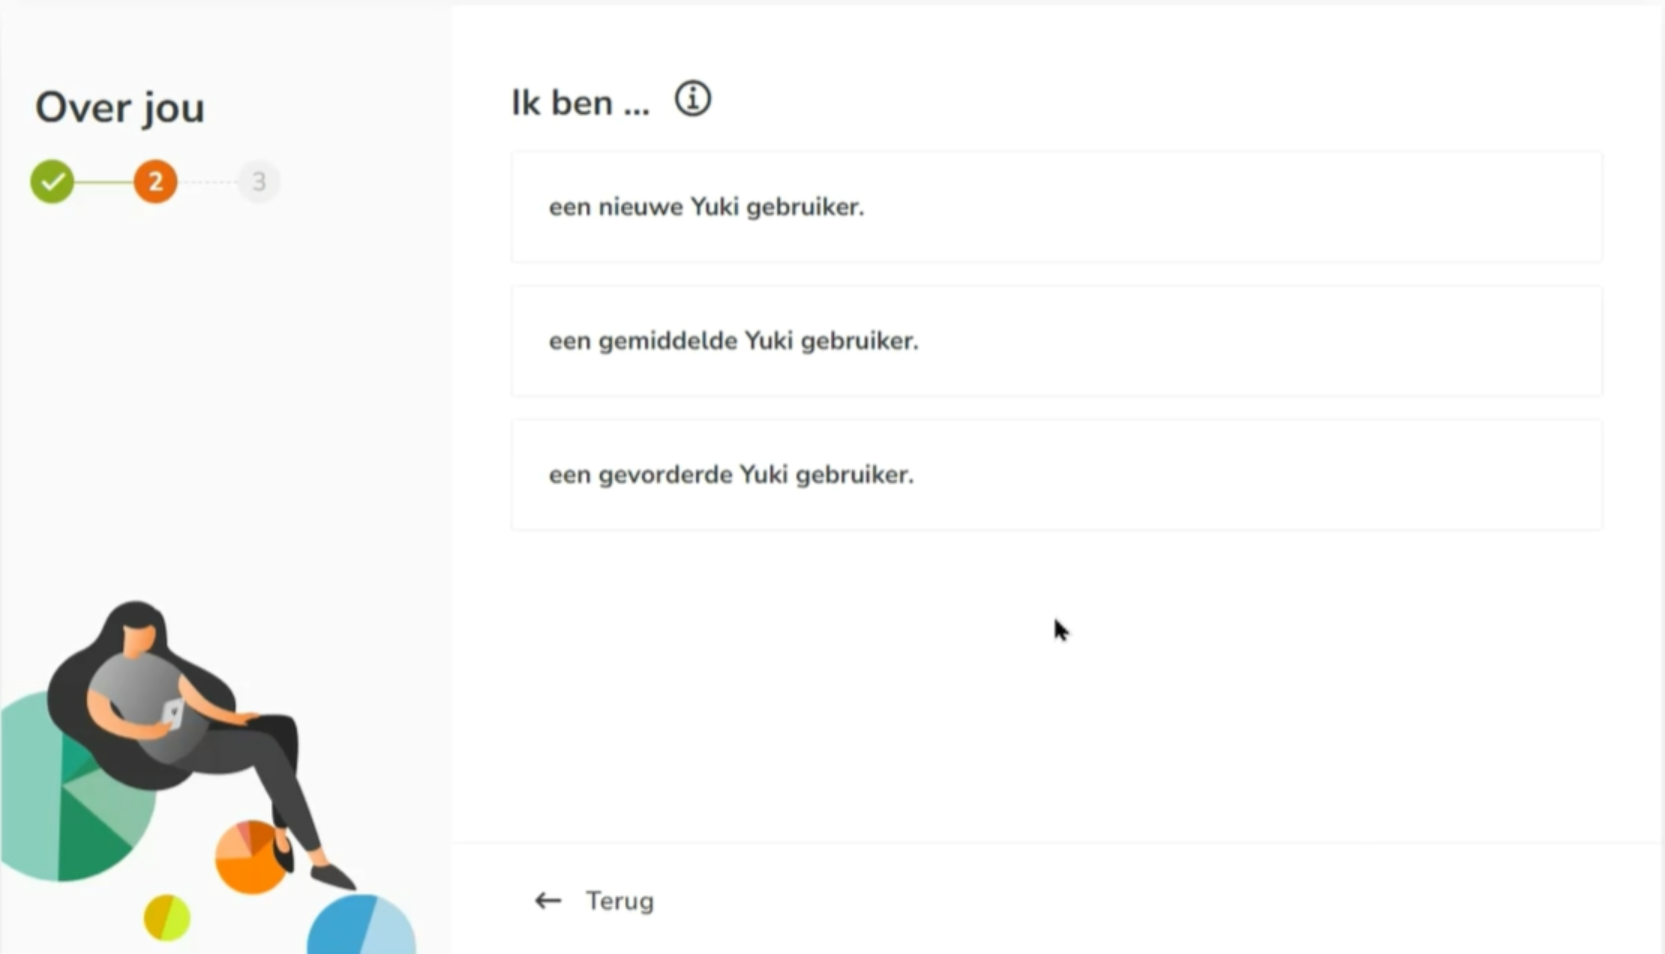 Over jou
2
3
Ik ben ...
een nieuwe Yuki gebruiker.
een gemiddelde Yuki gebruiker.
een gevorderde Yuki gebruiker.
← Terug